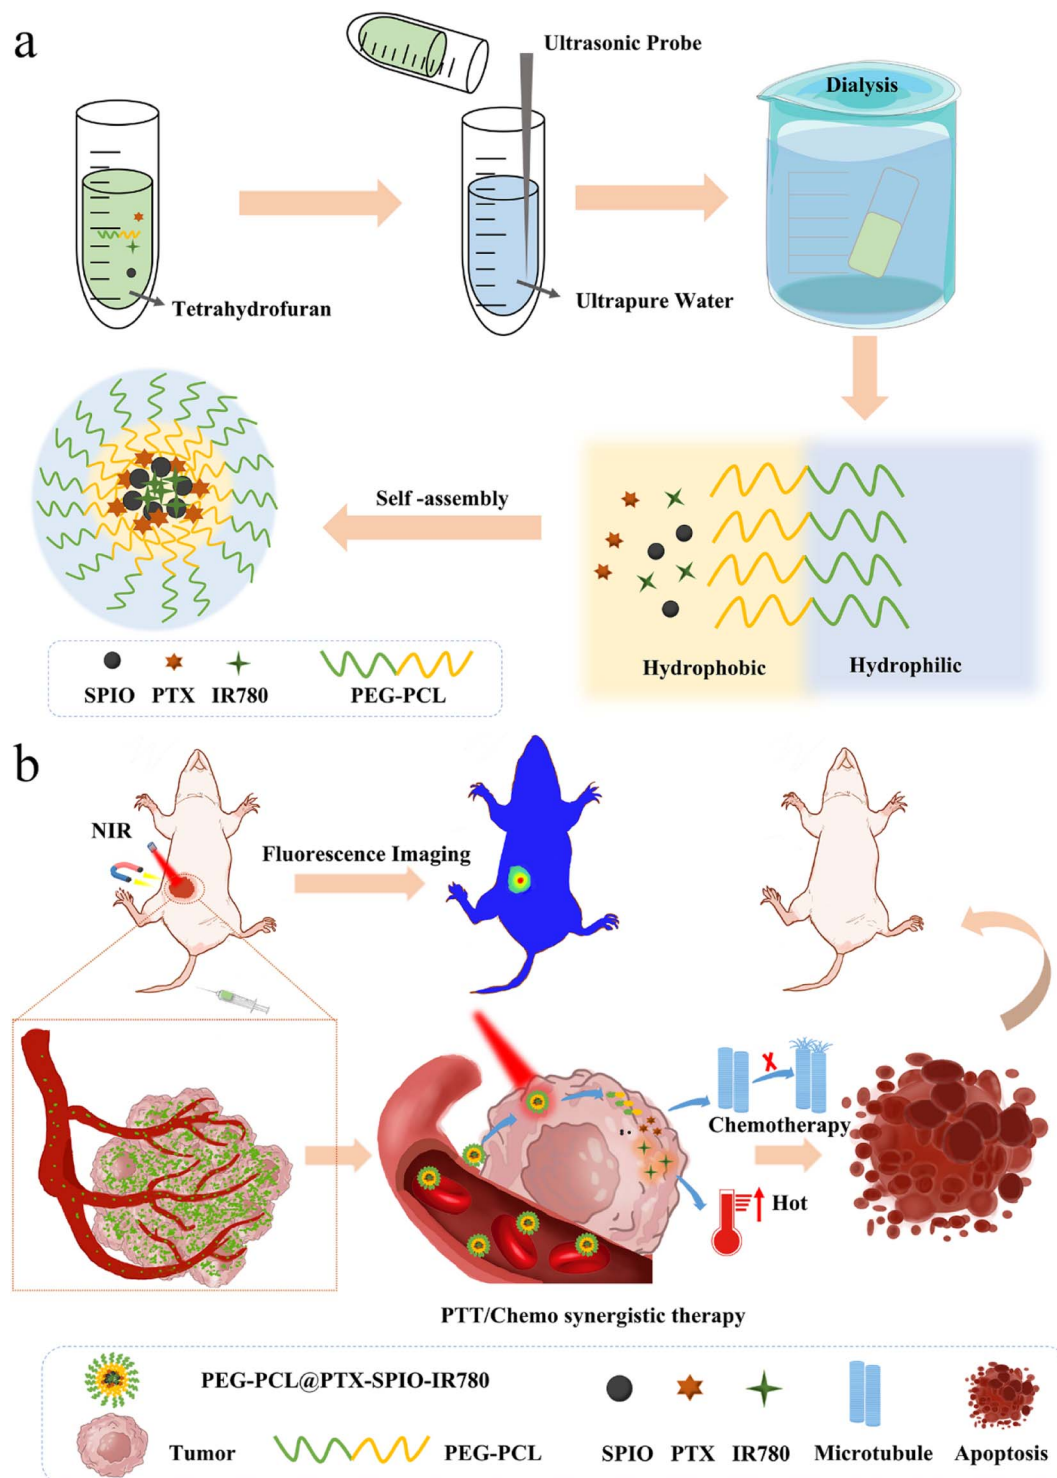 a
Ultrasonic Probe
Dialysis
Tetrahydrofuran
Ultrapure Water
Self -assembly
Hydrophobic
Hydrophilic
SPIO PTX IR780 PEG-PCL
b
NIR
Fluorescence Imaging
X
Chemotherapy
Hot
PTT/Chemo synergistic therapy
PEG-PCL@PTX-SPIO-IR780
Tumor PEG-PCL SPIO PTX IR780 Microtubule Apoptosis